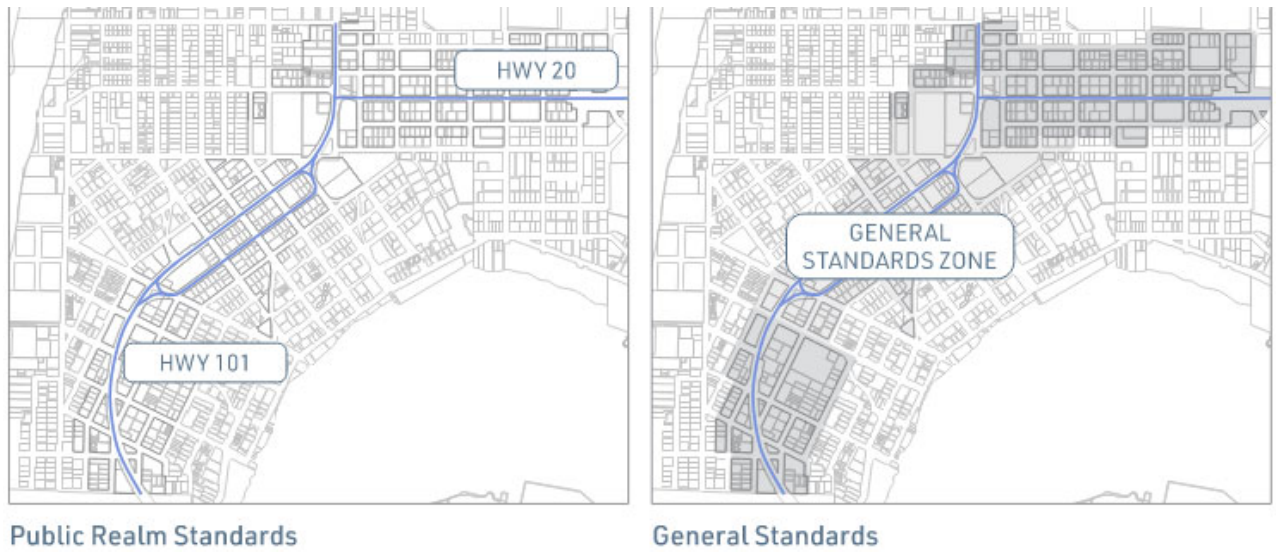 HWY 20
HWY 101
Public Realm Standards
GENERAL
STANDARDS ZONE
General Standards